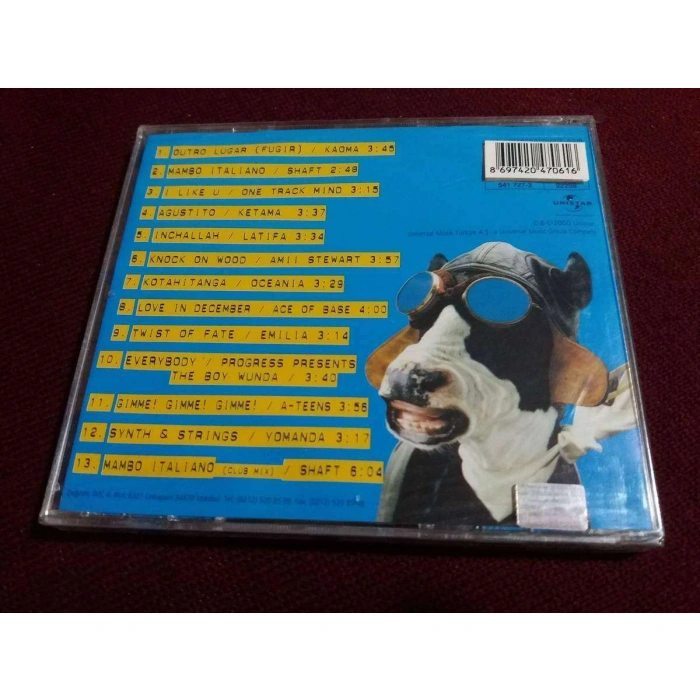 1. OUTRO LUGAR (FUGIR) / KAOMA 3:45
2. MAMBO ITALIANO / SHAFT 2:49
3. I LIKE U / ONE TRACK MIND 3:15
4. AGUSTITO / KETAMA 3:37
5. INCHALLAH / LATIFA 3:34
6. KNOCK ON WOOD / AMII STEWART 3:57
7. KOTAHITANGA / OCEANIA 3:29
8. LOVE IN DECEMBER / ACE OF BASE 4:00
9. TWIST OF FATE / EMILIA 3:14
10. EVERYBODY / PROGRESS PRESENTS
THE BOY WUNDA / 3:40
11. GIMME! GIMME! GIMME! / A-TEENS 3:56
12. SYNTH & STRINGS / YOMANDA 3:17
13. MAMBO ITALIANO (CLUB MIX) / SHAFT 6:04
8 697420 470616
UNISTAR